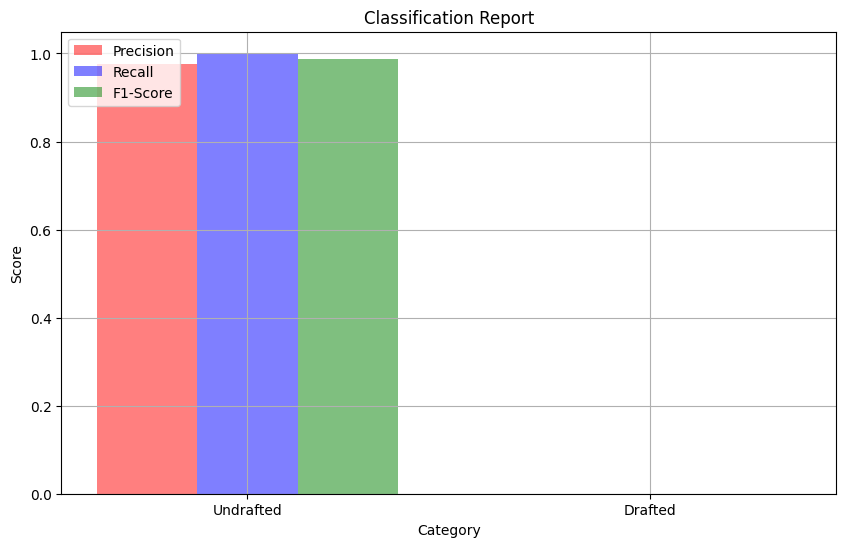 Classification Report
Precision
Recall
F1-Score
1.0
0.8
0.6
0.4
0.2
0.0
Score
Undrafted
Drafted
Category